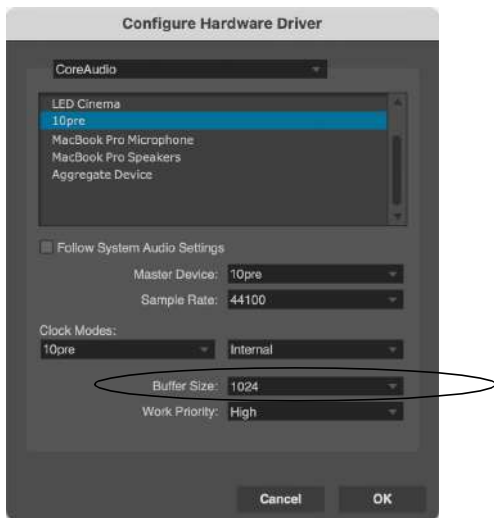 Configure Hardware Driver
CoreAudio
LED Cinema
10pre
MacBook Pro Microphone
MacBook Pro Speakers
Aggregate Device
Follow System Audio Settings
Master Device: 10pre
Sample Rate: 44100
Clock Modes:
10pre Internal
Buffer Size: 1024
Work Priority: High
Cancel OK